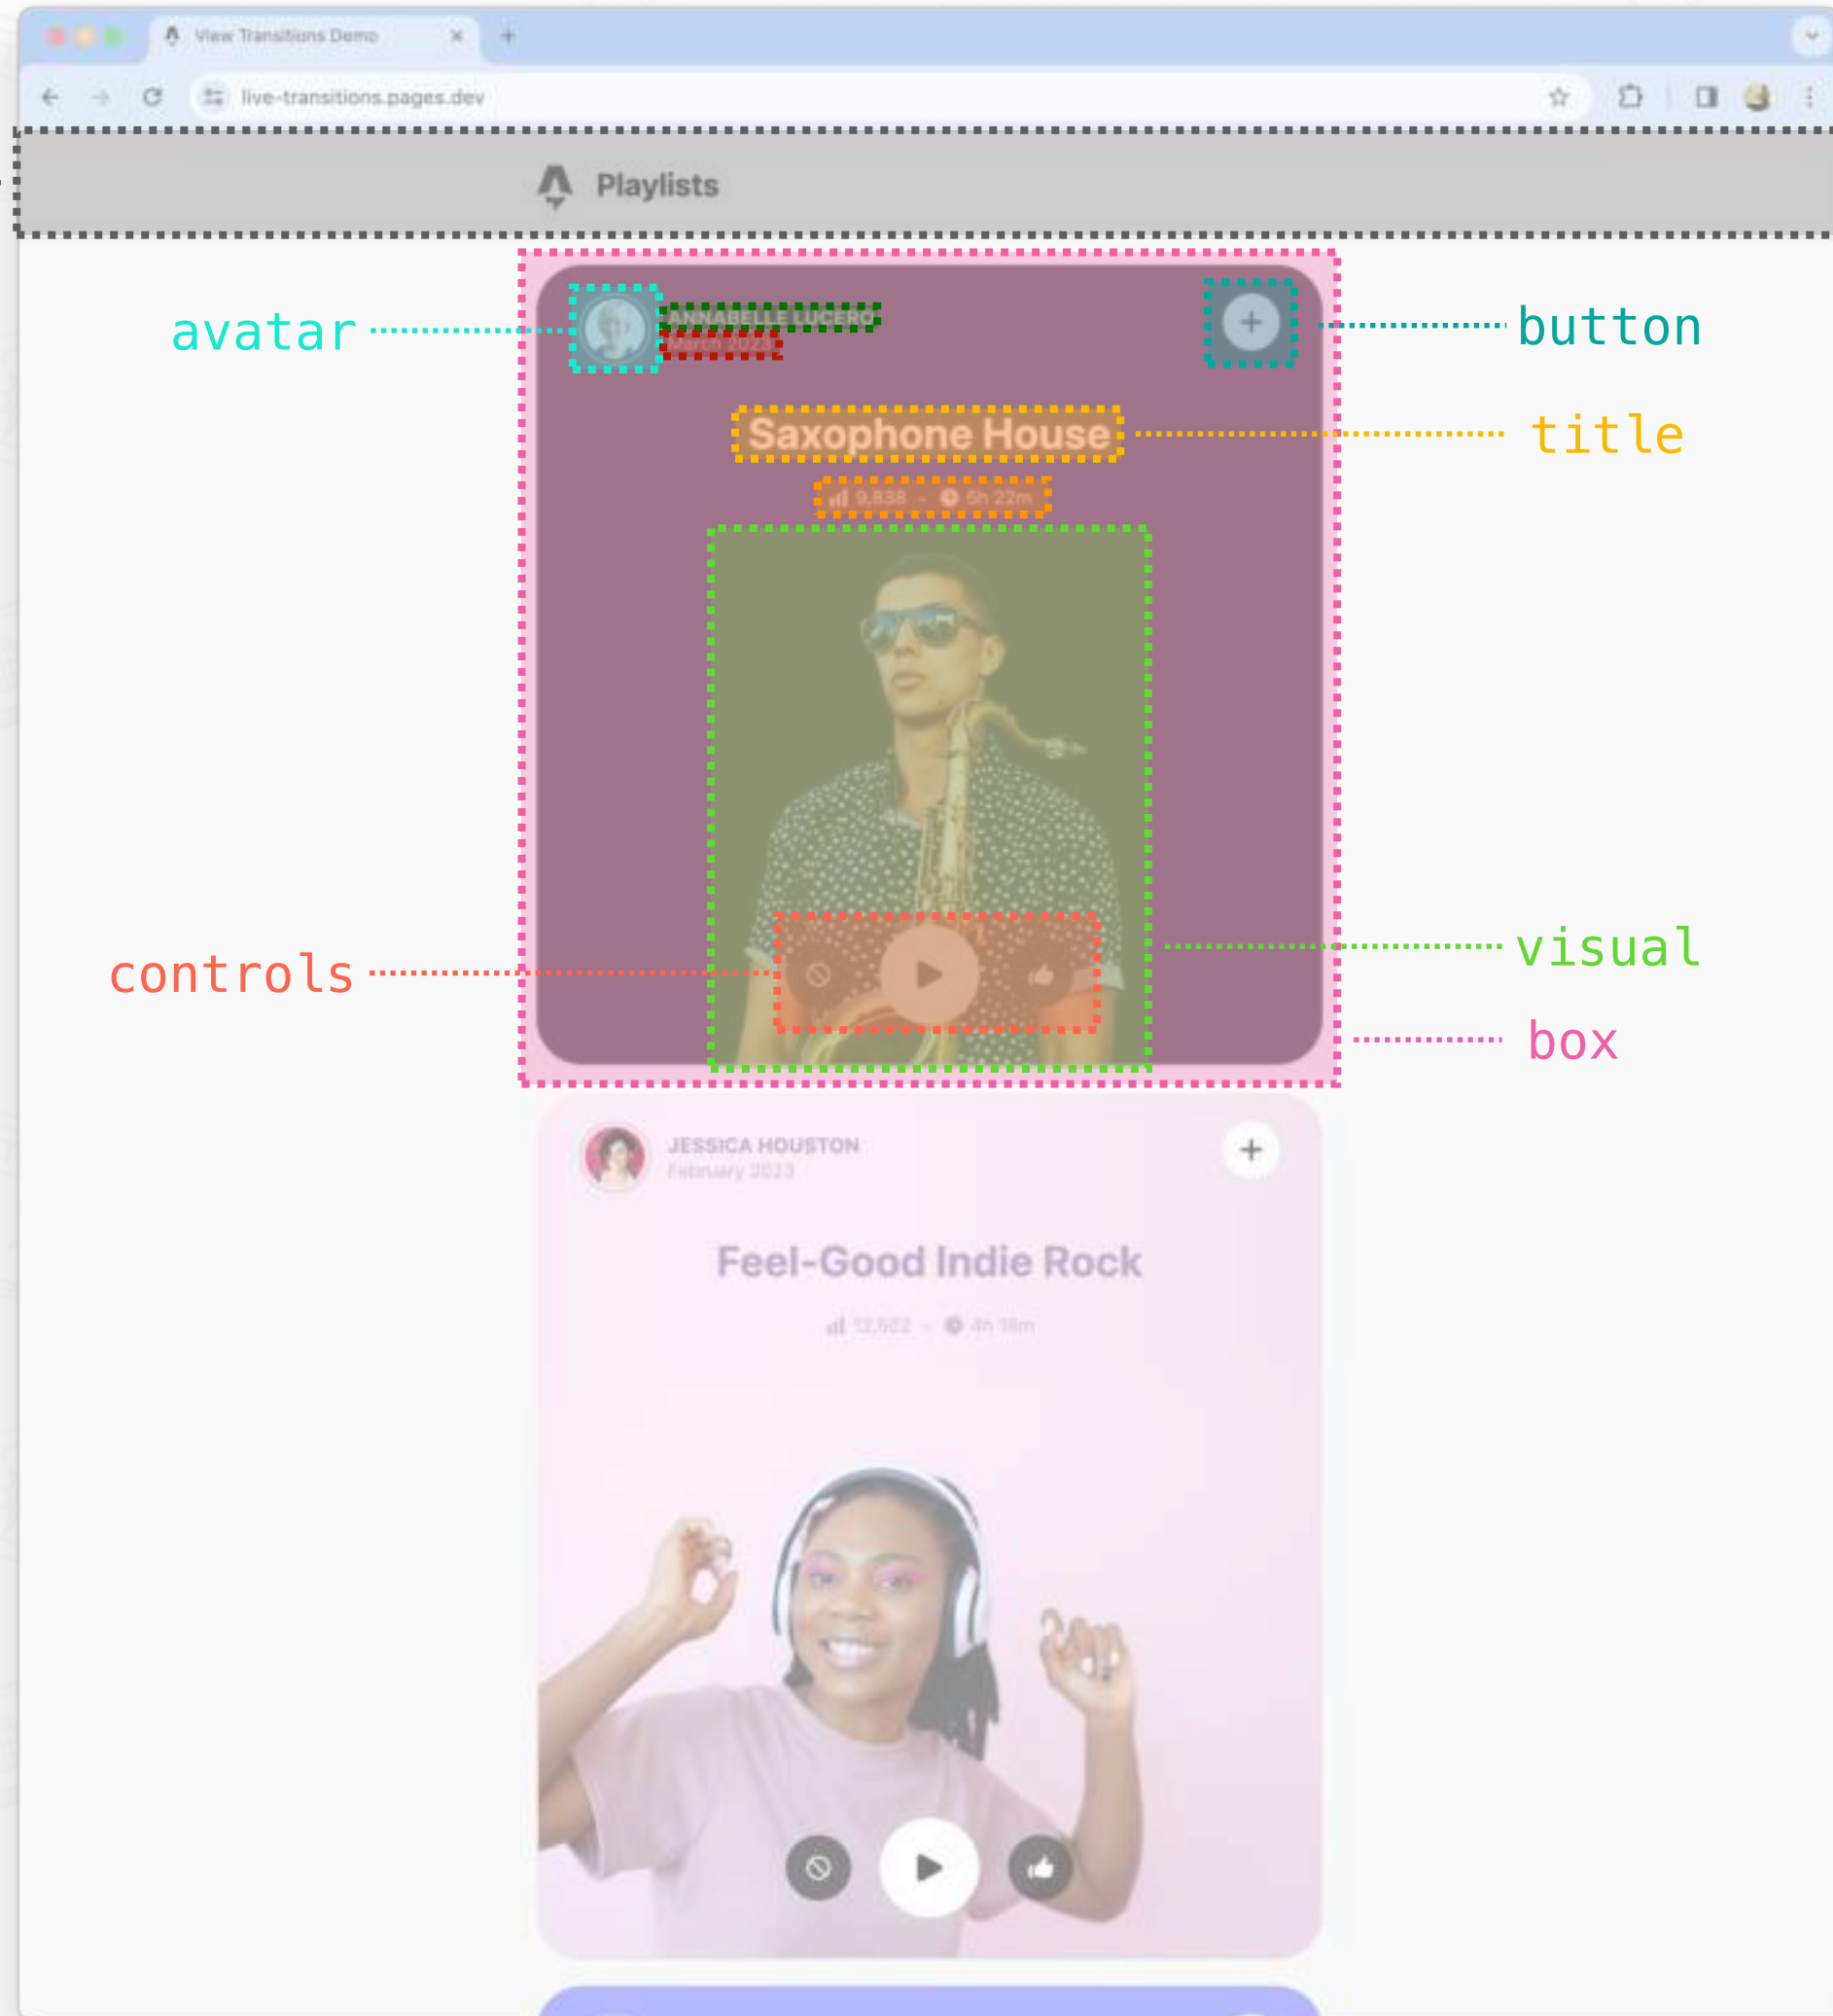 View Transitions Demo
live-transitions.pages.dev
Playlists
avatar
ANNABELLE LUCERO
March 2023
button
Saxophone House
title
9,838 - 5h 22m
visual
controls
box
JESSICA HOUSTON
February 2023
Feel-Good Indie Rock
12,502 - 4h 18m